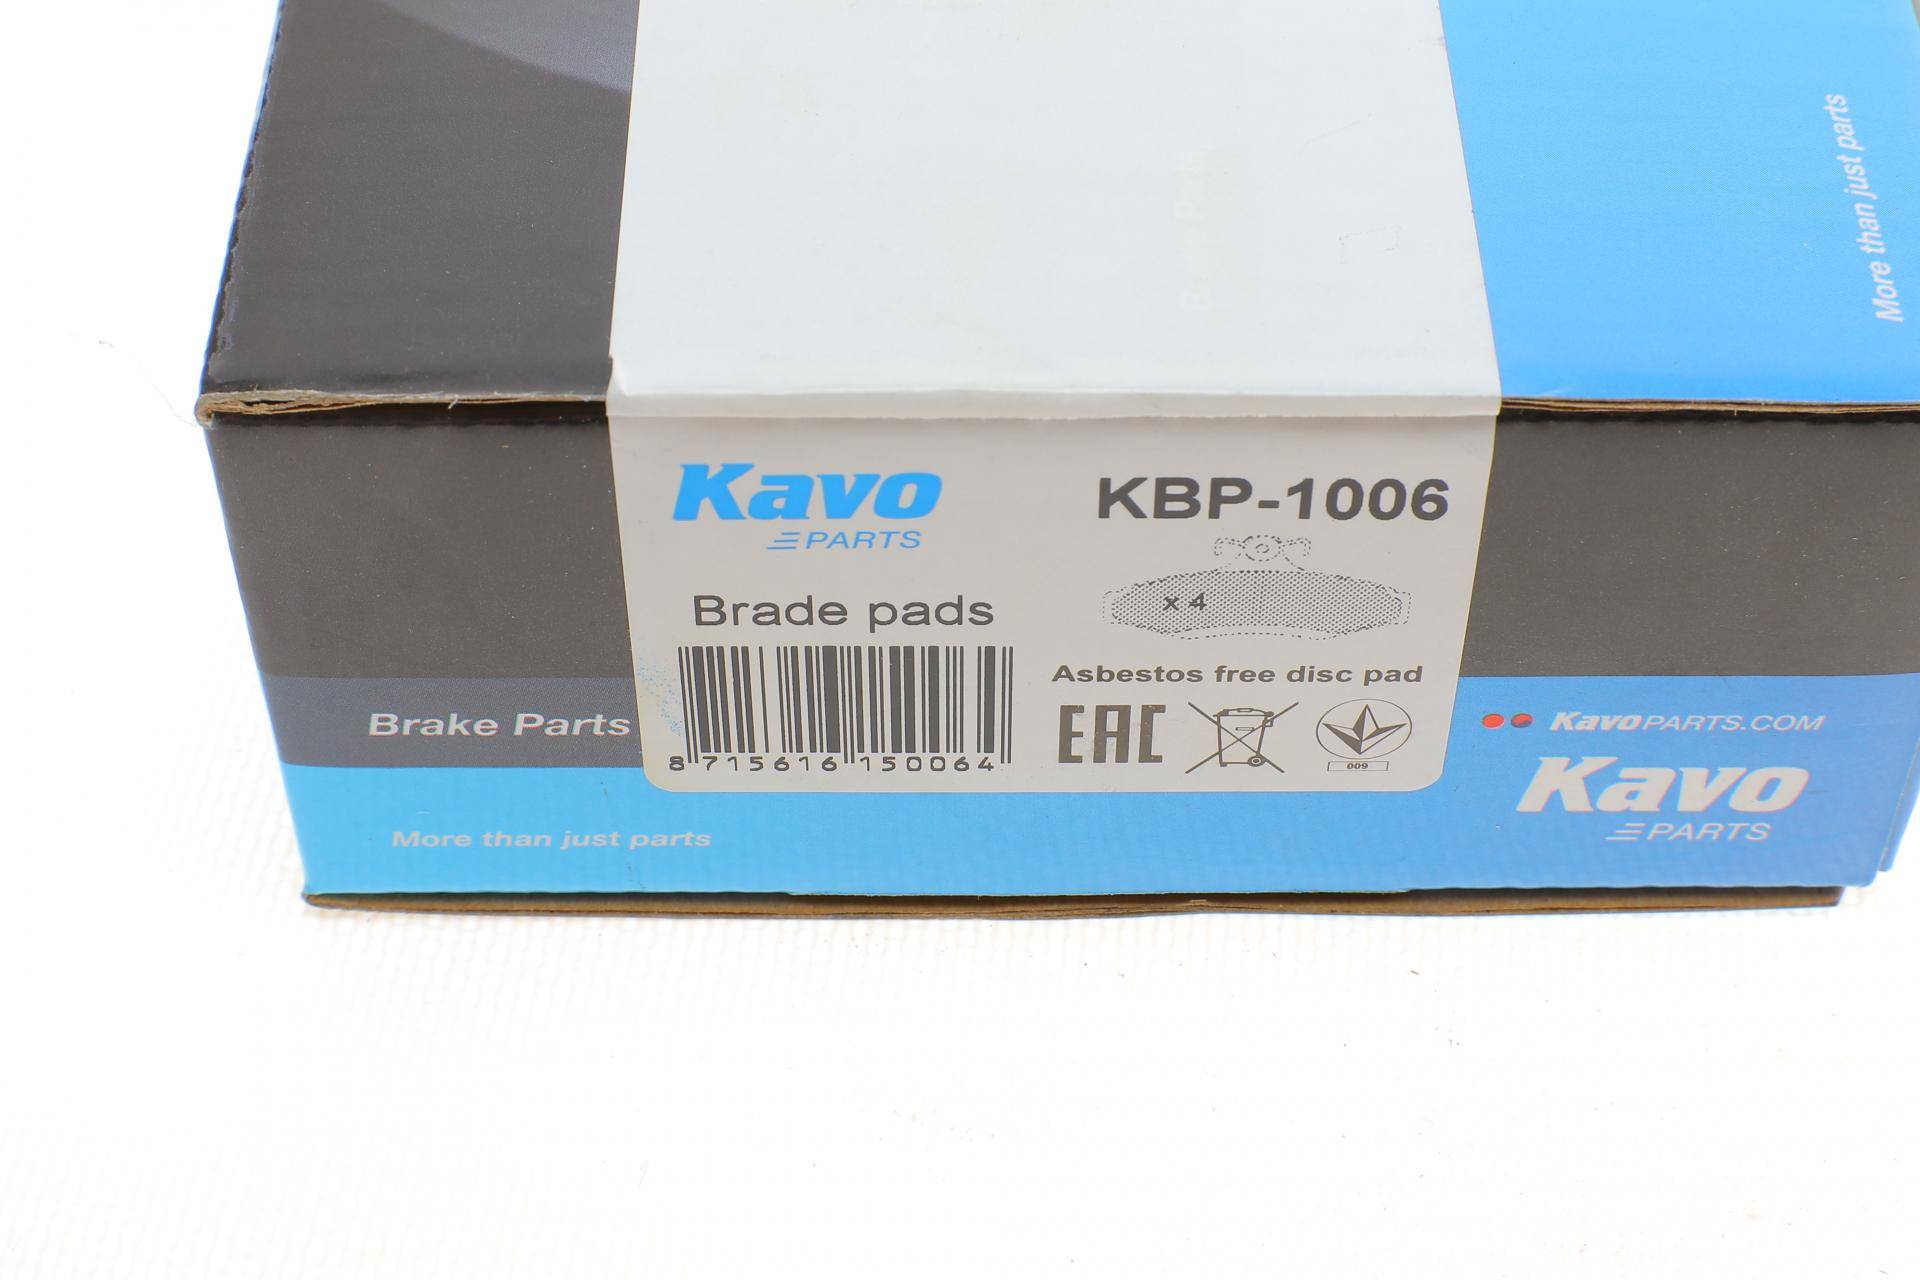 More than just parts
Kavo
PARTS
KBP-1006
x 4
Brade pads
Asbestos free disc pad
8 715616 150064
EAC
009
Brake Parts
KavoPARTS.COM
Kavo
PARTS
More than just parts